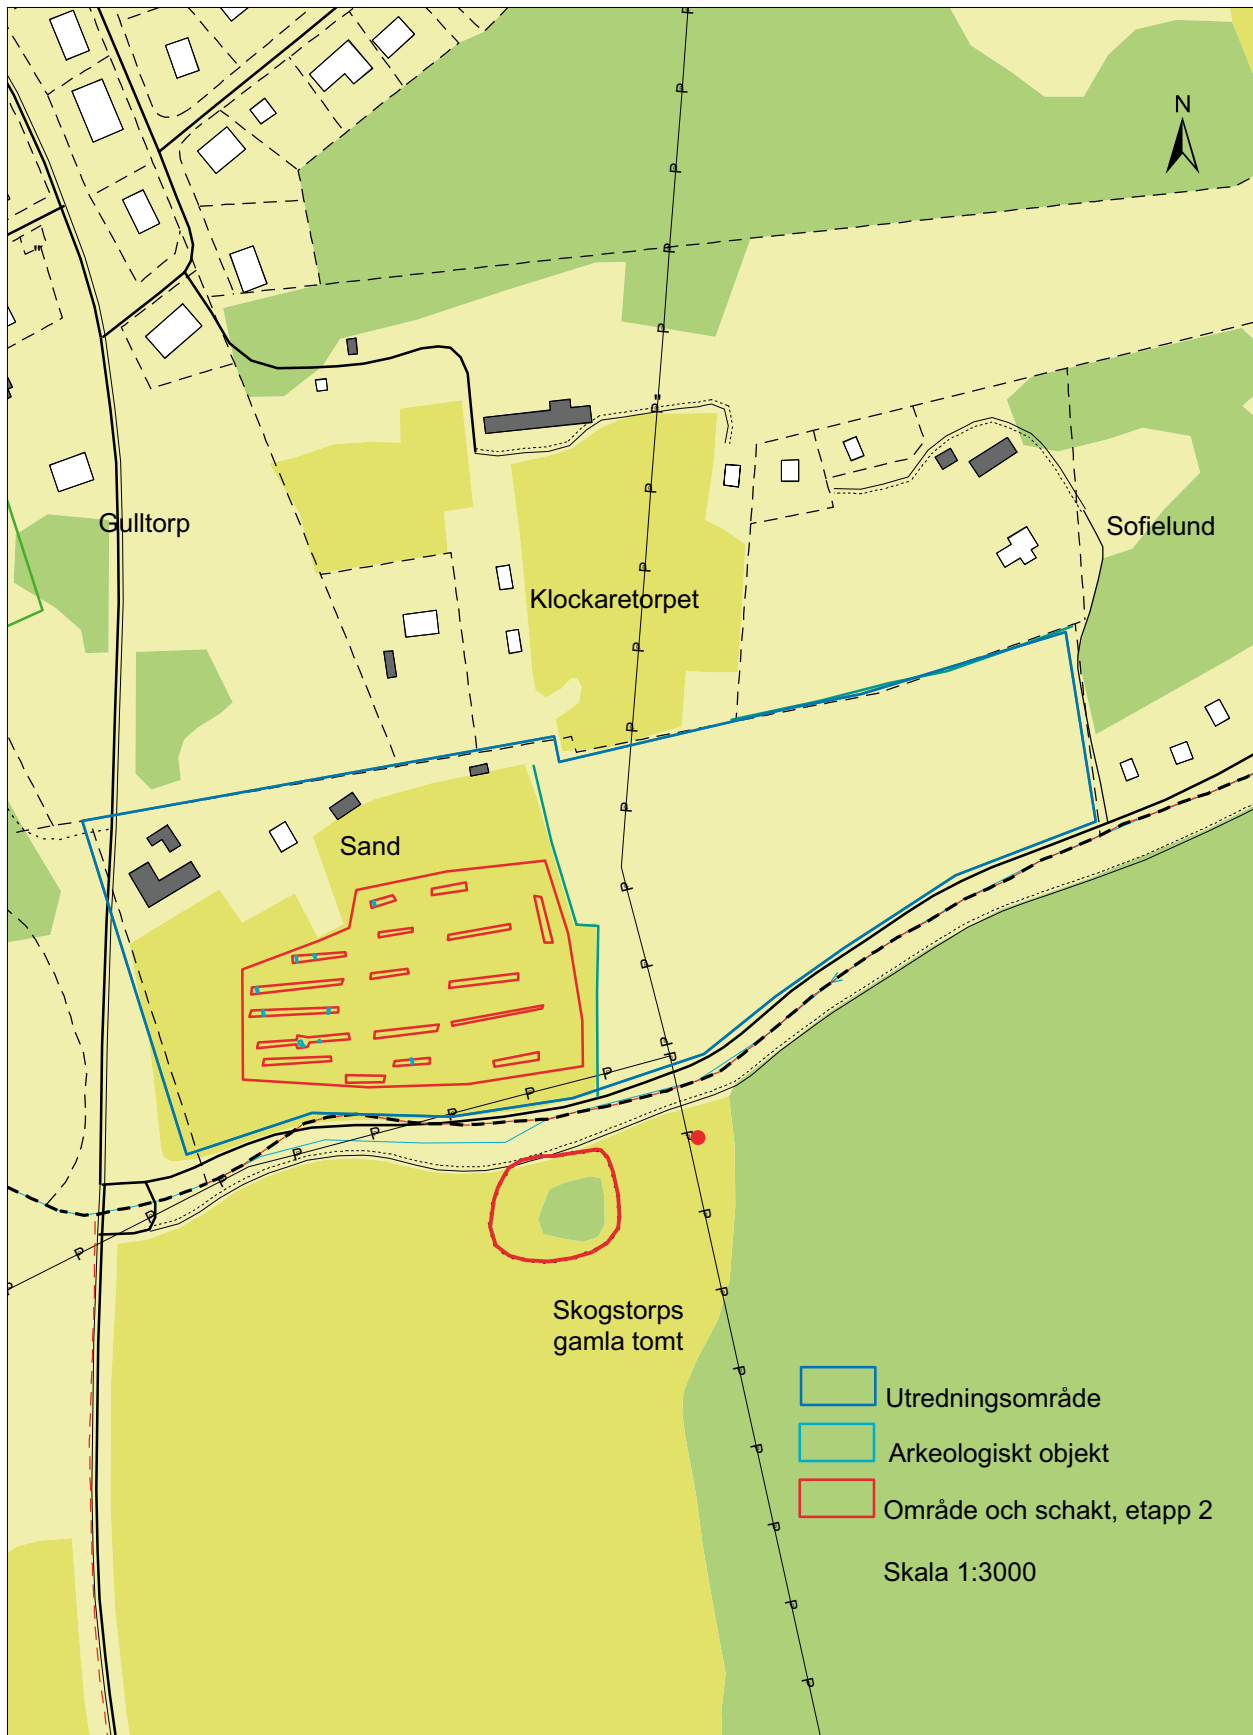 N
Gulltorp
Sofielund
Klockaretorpet
Sand
Skogstorps
gamla tomt
Utredningsområde
Arkeologiskt objekt
Område och schakt, etapp 2
Skala 1:3000